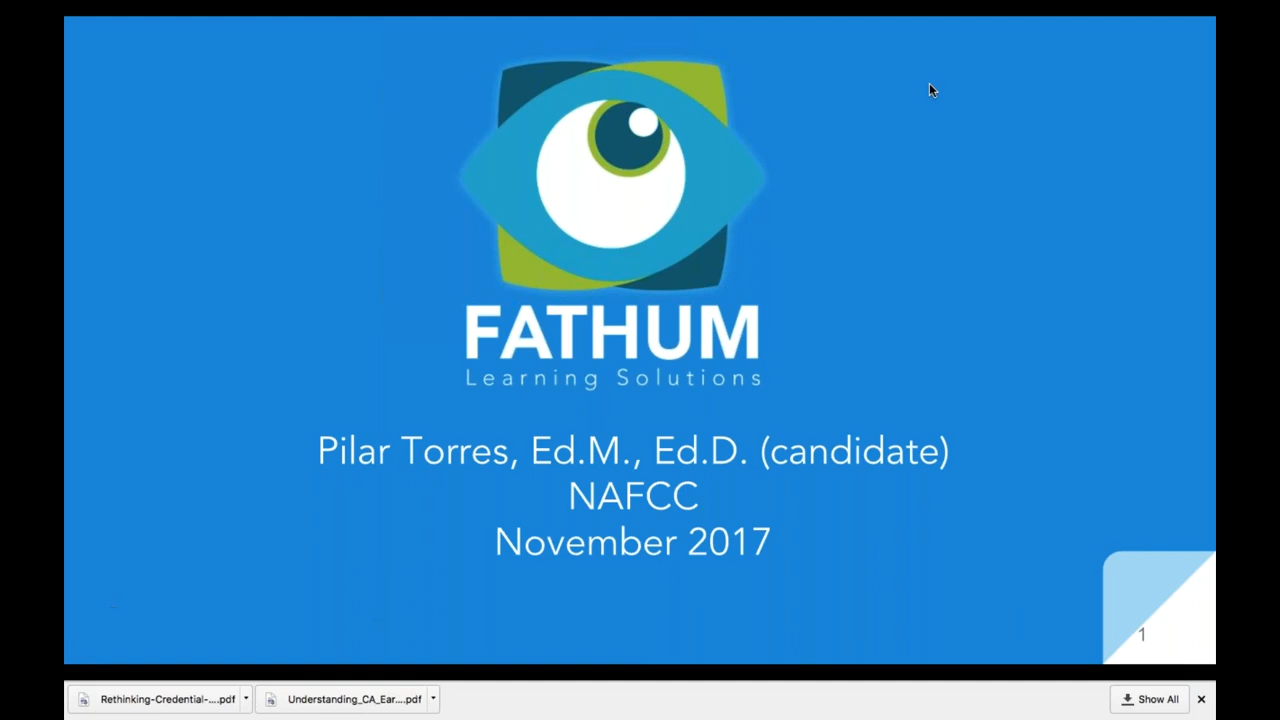 FATHUM
Learning Solutions
Pilar Torres, Ed.M., Ed.D. (candidate)
NAFCC
November 2017
1
Rethinking-Credential-....pdf
Understanding_CA_Ear....pdf
Show All